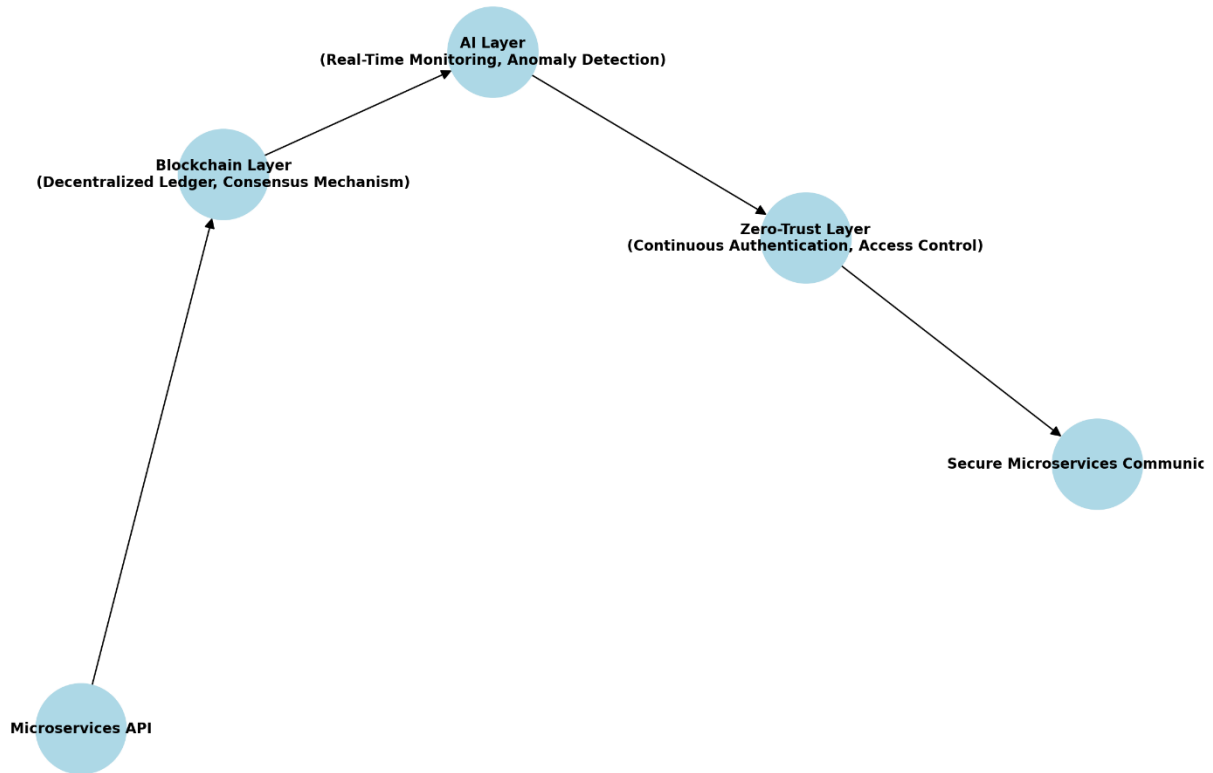 AI Layer
(Real-Time Monitoring, Anomaly Detection)
Blockchain Layer
(Decentralized Ledger, Consensus Mechanism)
Zero-Trust Layer
(Continuous Authentication, Access Control)
Secure Microservices Communic
Microservices API